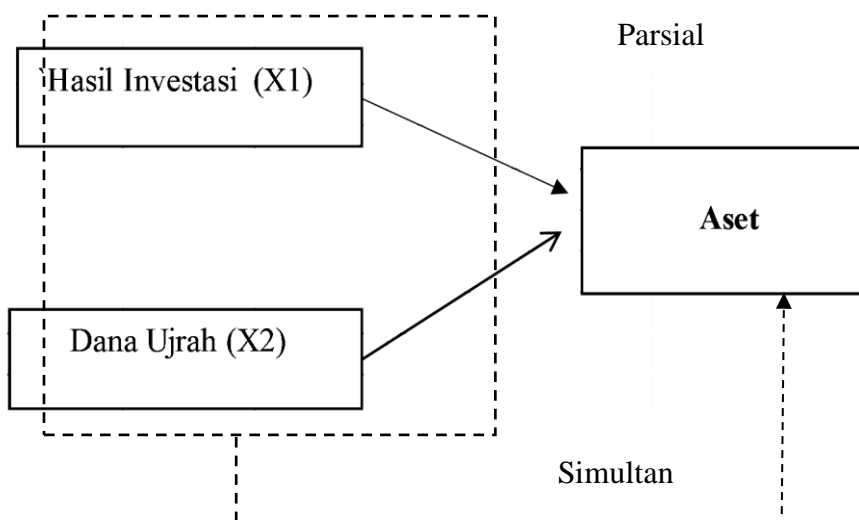 Parsial
`Hasil Investasi (X1)
Aset
Dana Ujrah (X2)
Simultan